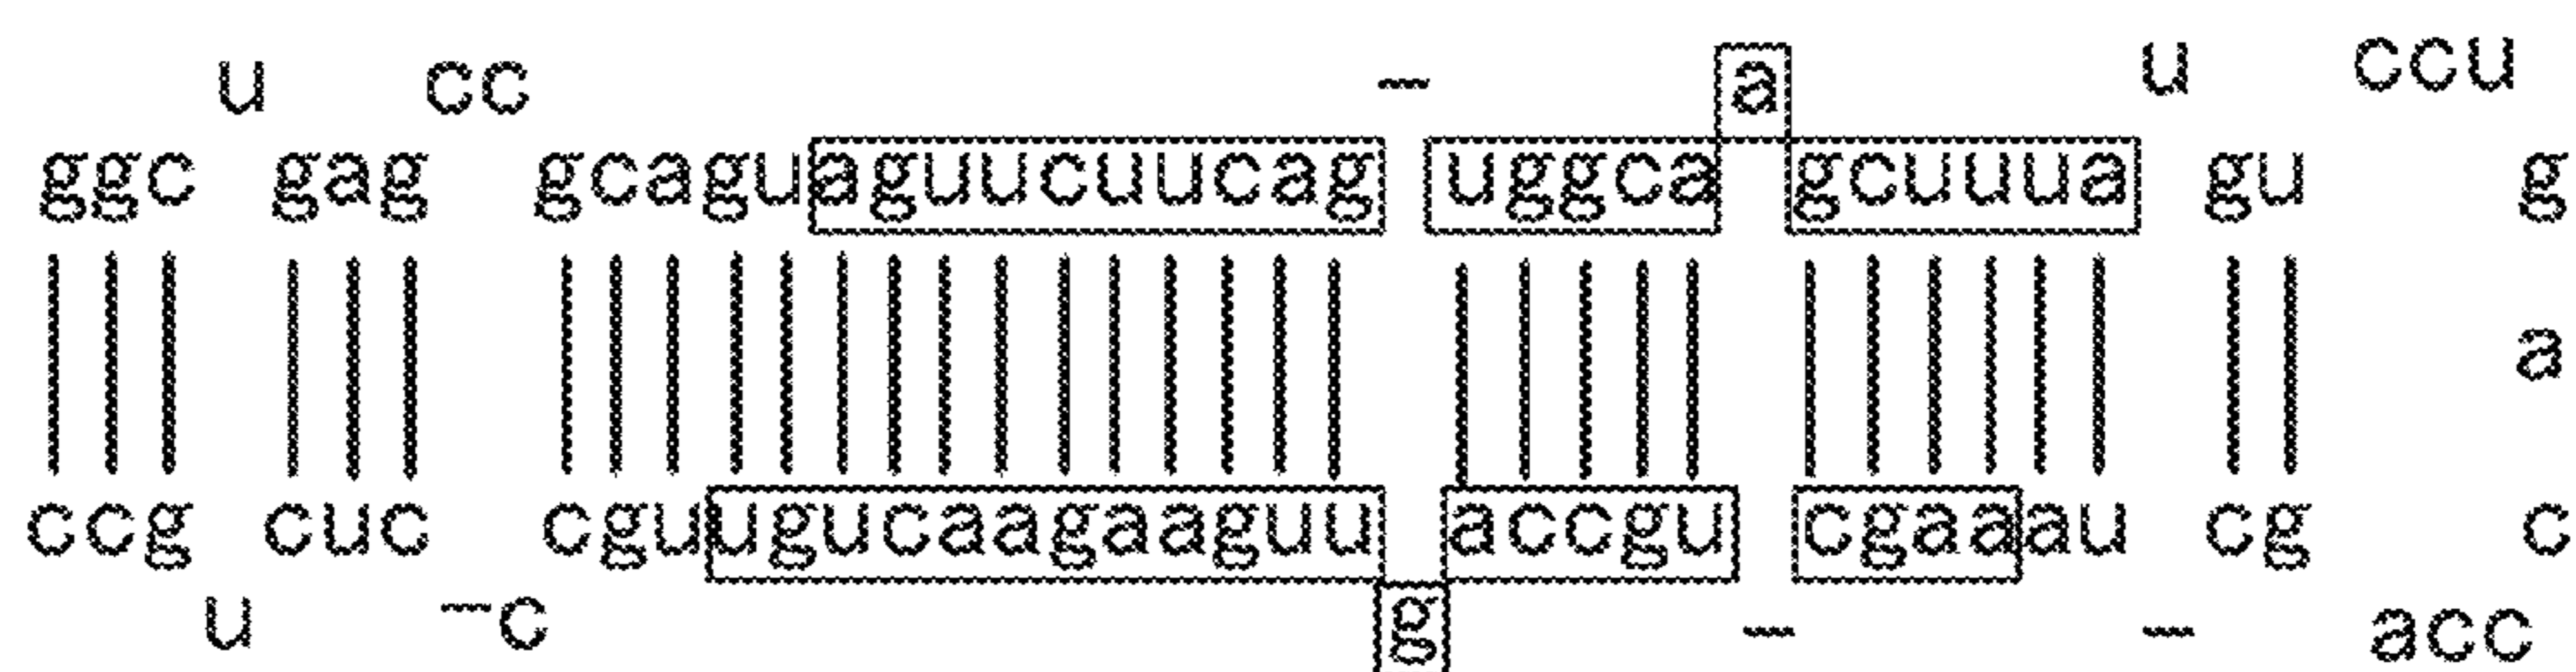 u cc - a u ccu
ggc gag gcaguaguucuucag uggca gcuuua gu g
a
ccg cuc cguugucaagaaguu accgu cgaaau cg c
u -c g - - acc